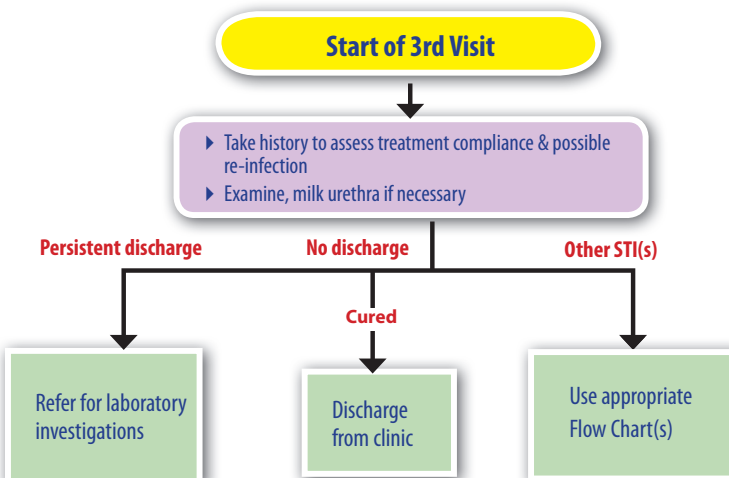 Start of 3rd Visit
▶ Take history to assess treatment compliance & possible
re-infection
▶ Examine, milk urethra if necessary
Persistent discharge
No discharge
Other STI(s)
Cured
Refer for laboratory
investigations
Discharge
from clinic
Use appropriate
Flow Chart(s)